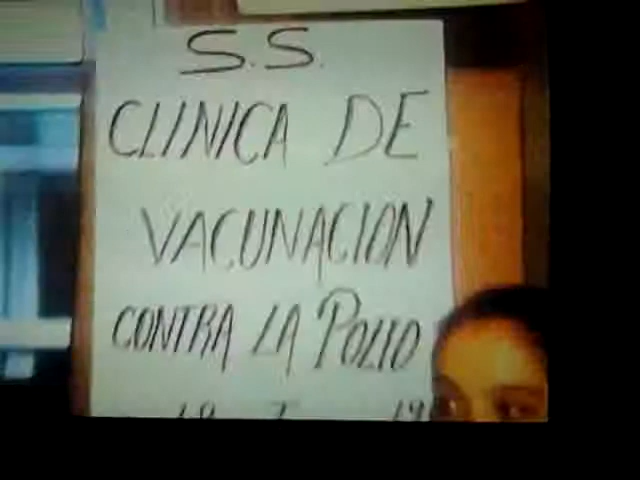 S.S.
CLINICA DE
VACUNACION
CONTRA LA POLIO